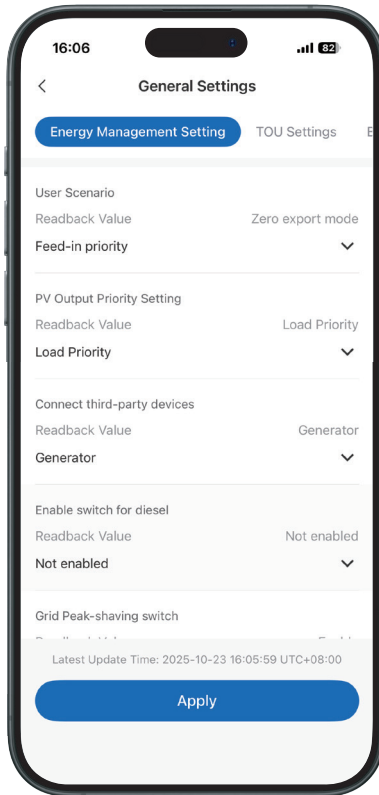 16:06
82
General Settings
Energy Management Setting TOU Settings
User Scenario
Readback Value Zero export mode
Feed-in priority
PV Output Priority Setting
Readback Value Load Priority
Load Priority
Connect third-party devices
Readback Value Generator
Generator
Enable switch for diesel
Readback Value Not enabled
Not enabled
Grid Peak-shaving switch
Latest Update Time: 2025-10-23 16:05:59 UTC+08:00
Apply